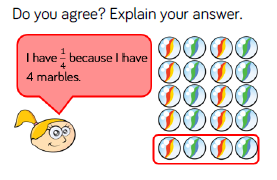 Do you agree? Explain your answer.
I have 1/4 because I have
4 marbles.